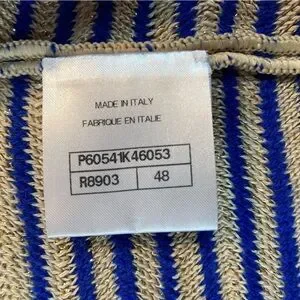 MADE IN ITALY
FABRIQUE EN ITALIE
P60541K46053
R8903 48